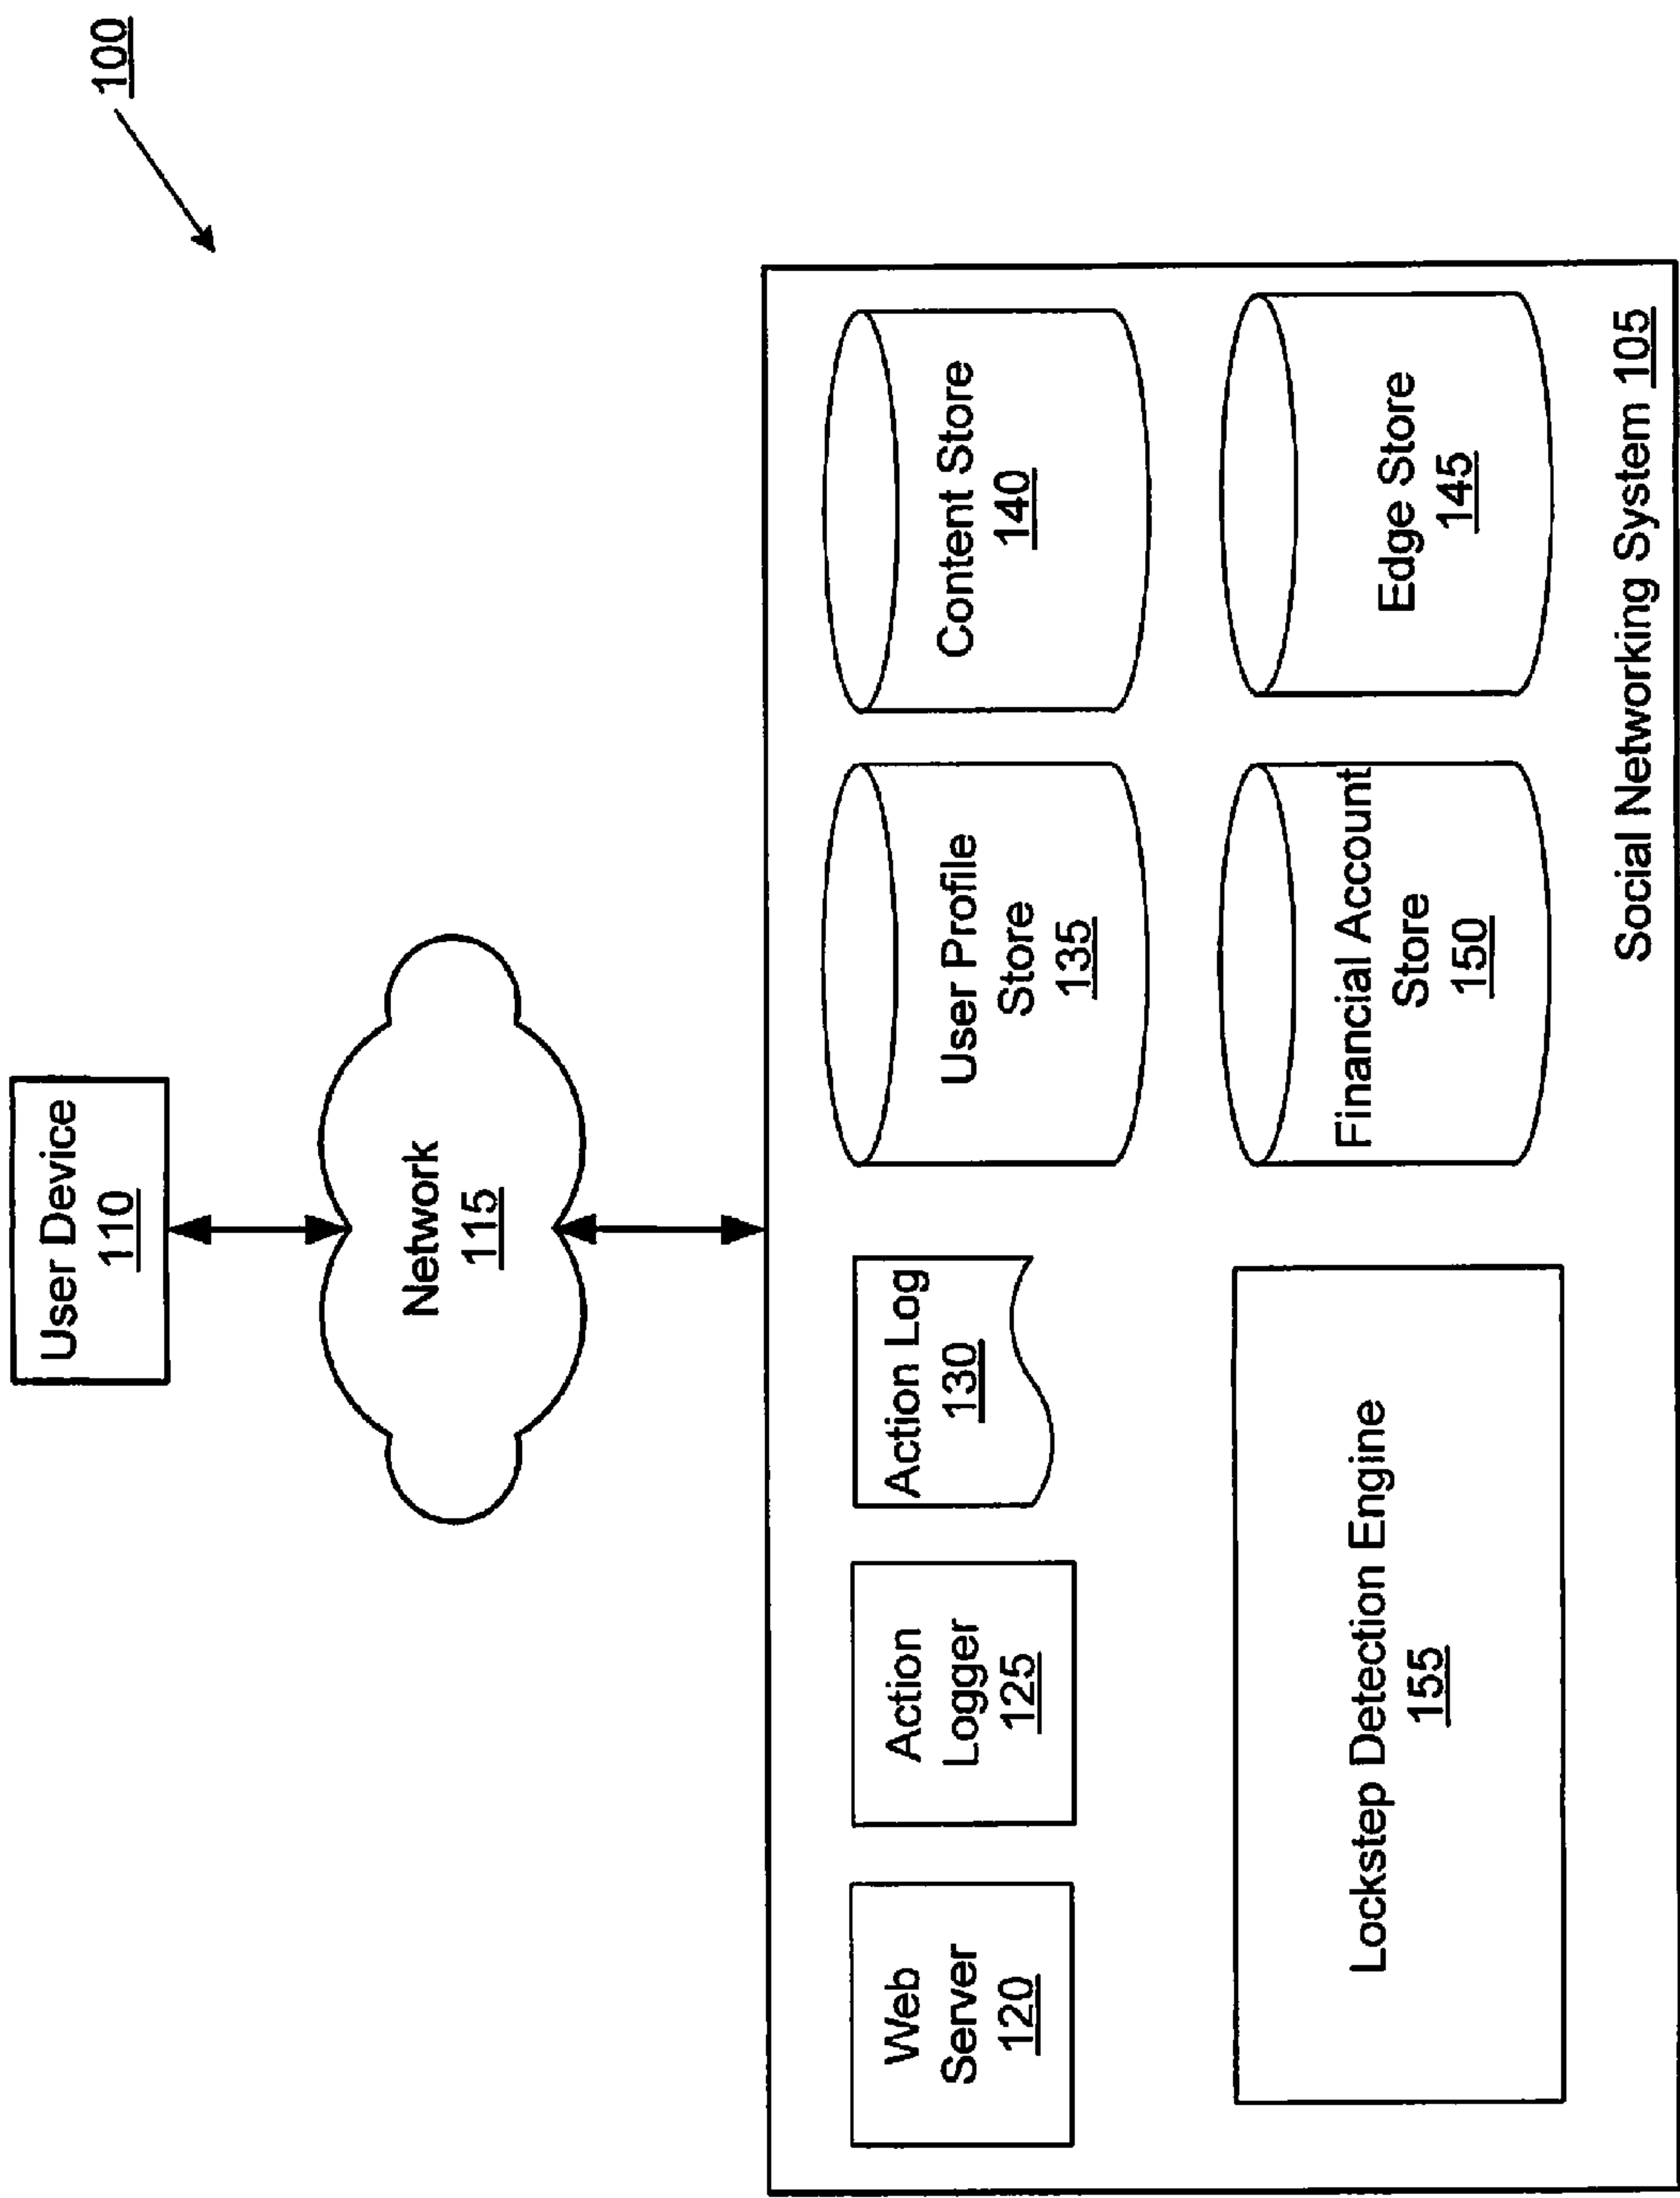 100
User Device
110
Network
115
Web
Server
120
Action
Logger
125
Action Log
130
User Profile
Store
135
Content Store
140
Lockstep Detection Engine
155
Financial Account
Store
150
Edge Store
145
Social Networking System 105